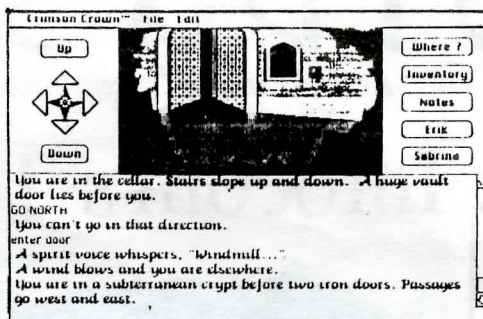 Crimson Crown™ File Edit
Up
Down
Where ?
Inventory
Notes
Erik
Sabrina
You are in the cellar. Stairs slope up and down. A huge vault
door lies before you.
GO NORTH
You can't go in that direction.
enter door
A spirit voice whispers, "Windmill..."
A wind blows and you are elsewhere.
You are in a subterranean crypt before two iron doors. Passages
go west and east.